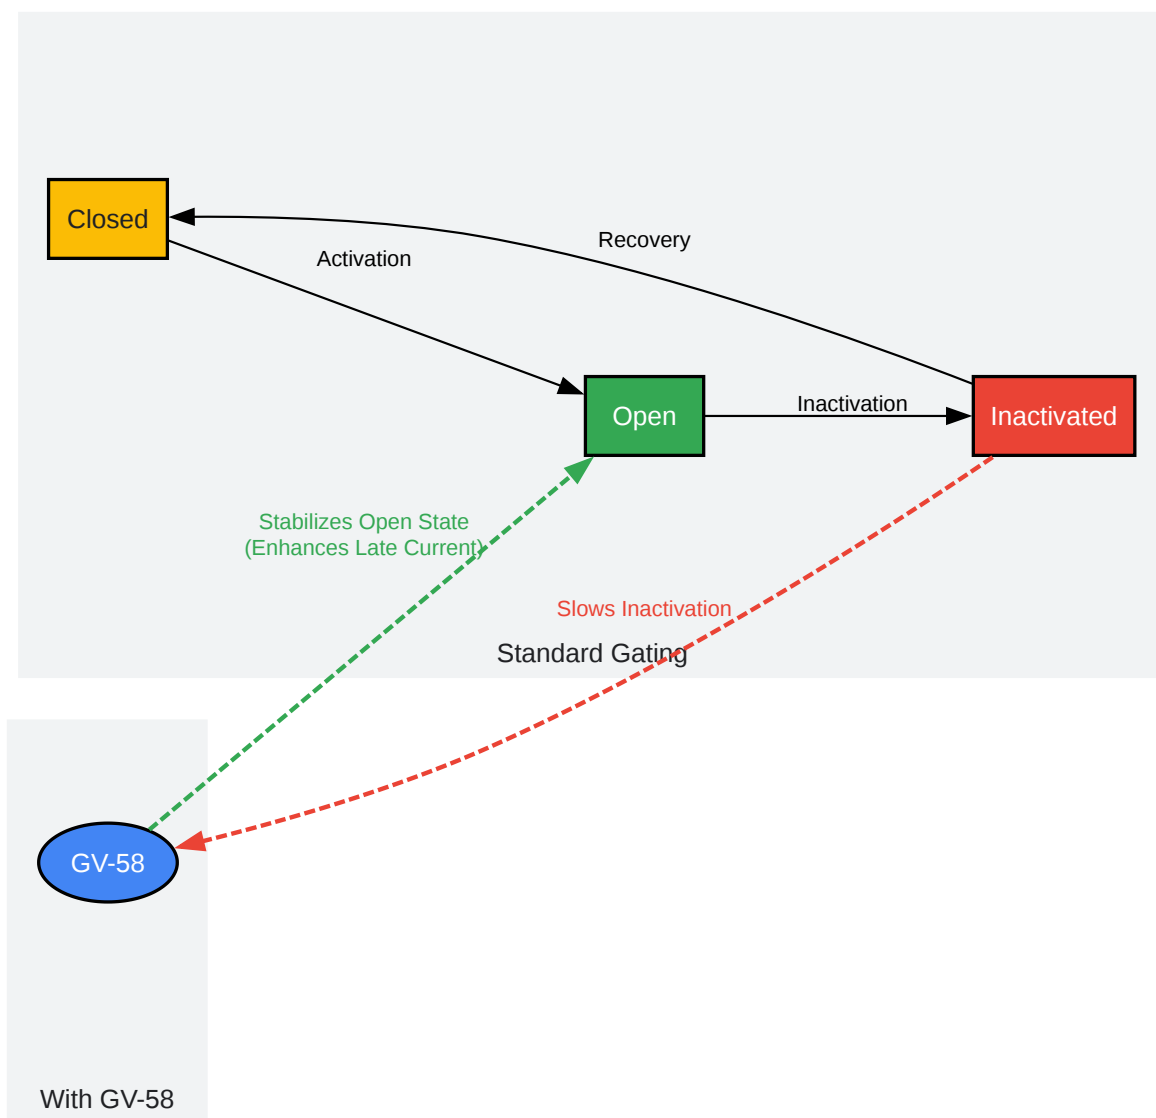 Closed
Recovery
Activation
Inactivation
Open
Inactivated
Stabilizes Open State
(Enhances Late Current)
Slows Inactivation
Standard Gating
GV-58
With GV-58